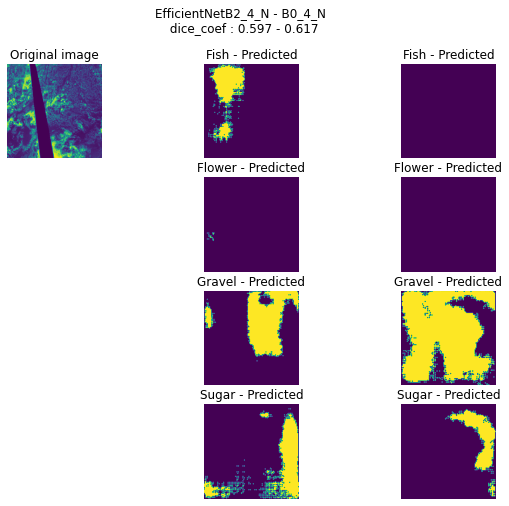 EfficientNetB2_4_N - B0_4_N
dice_coef : 0.597 - 0.617
Original image
Fish - Predicted
Fish - Predicted
Flower - Predicted
Flower - Predicted
Gravel - Predicted
Gravel - Predicted
Sugar - Predicted
Sugar - Predicted